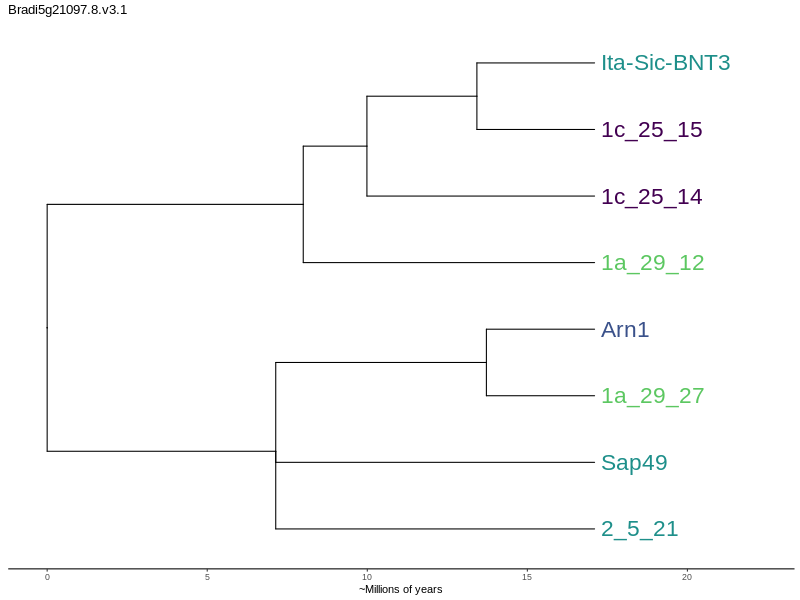 Bradi5g21097.8.v3.1
Ita-Sic-BNT3
1c_25_15
1c_25_14
1a_29_12
Arn1
1a_29_27
Sap49
2_5_21
0 5 10 15 20
~Millions of years